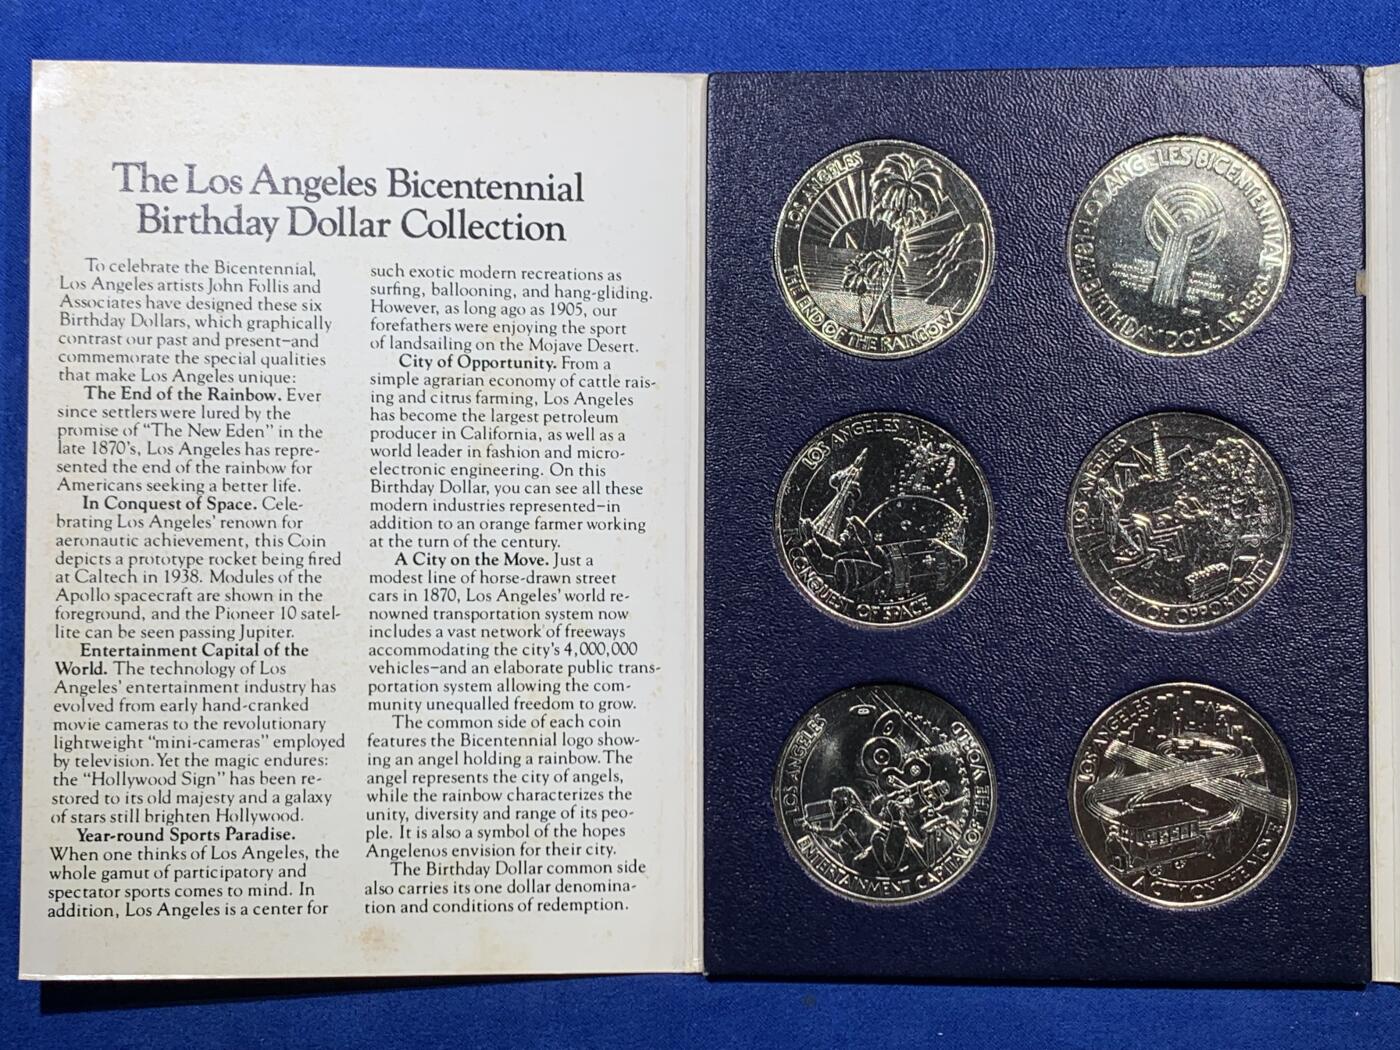 The Los Angeles Bicentennial
Birthday Dollar Collection
To celebrate the Bicentennial,
Los Angeles artists John Follis and
Associates have designed these six
Birthday Dollars, which graphically
contrast our past and present—and
commemorate the special qualities
that make Los Angeles unique:
The End of the Rainbow. Ever
since settlers were lured by the
promise of “The New Eden” in the
late 1870's, Los Angeles has repre-
sented the end of the rainbow for
Americans seeking a better life.
In Conquest of Space. Cele-
brating Los Angeles' renown for
aeronautic achievement, this Coin
depicts a prototype rocket being fired
at Caltech in 1938. Modules of the
Apollo spacecraft are shown in the
foreground, and the Pioneer 10 satel-
lite can be seen passing Jupiter.
Entertainment Capital of the
World. The technology of Los
Angeles' entertainment industry has
evolved from early hand-cranked
movie cameras to the revolutionary
lightweight “mini-cameras” employed
by television. Yet the magic endures:
the “Hollywood Sign” has been re-
stored to its old majesty and a galaxy
of stars still brighten Hollywood.
Year-round Sports Paradise.
When one thinks of Los Angeles, the
whole gamut of participatory and
spectator sports comes to mind. In
addition, Los Angeles is a center for
such exotic modern recreations as
surfing, ballooning, and hang-gliding.
However, as long ago as 1905, our
forefathers were enjoying the sport
of landsailing on the Mojave Desert.
City of Opportunity. From a
simple agrarian economy of cattle rais-
ing and citrus farming, Los Angeles
has become the largest petroleum
producer in California, as well as a
world leader in fashion and micro-
electronic engineering. On this
Birthday Dollar, you can see all these
modern industries represented—in
addition to an orange farmer working
at the turn of the century.
A City on the Move. Just a
modest line of horse-drawn street
cars in 1870, Los Angeles' world re-
nowned transportation system now
includes a vast network of freeways
accommodating the city's 4,000,000
vehicles—and an elaborate public trans-
portation system allowing the com-
munity unequalled freedom to grow.
The common side of each coin
features the Bicentennial logo show-
ing an angel holding a rainbow. The
angel represents the city of angels,
while the rainbow characterizes the
unity, diversity and range of its peo-
ple. It is also a symbol of the hopes
Angelenos envision for their city.
The Birthday Dollar common side
also carries its one dollar denomina-
tion and conditions of redemption.
LOS ANGELES
THE END OF THE RAINBOW
LOS ANGELES BICENTENNIAL
1781 • BIRTHDAY DOLLAR • 1981
LOS ANGELES
IN CONQUEST OF SPACE
LOS ANGELES
CITY OF OPPORTUNITY
LOS ANGELES
ENTERTAINMENT CAPITAL OF THE WORLD
LOS ANGELES
A CITY ON THE MOVE